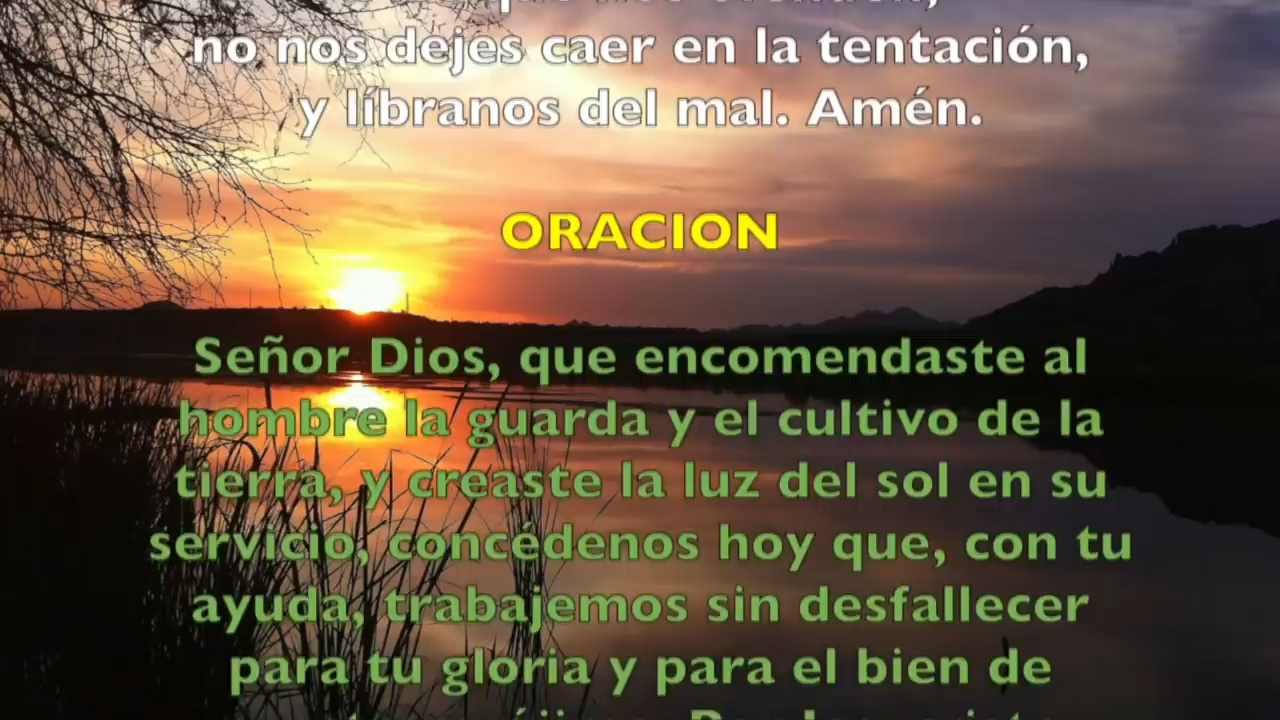 no nos dejes caer en la tentación,
y líbranos del mal. Amén.
ORACION
Señor Dios, que encomendaste al
hombre la guarda y el cultivo de la
tierra, y creaste la luz del sol en su
servicio, concédenos hoy que, con tu
ayuda, trabajemos sin desfallecer
para tu gloria y para el bien de